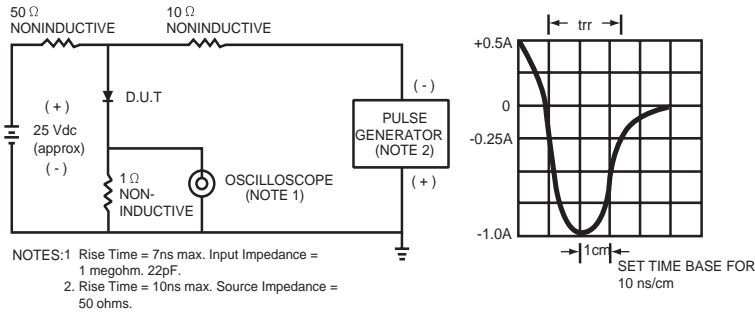 50 Ω
NONINDUCTIVE
10 Ω
NONINDUCTIVE
( + )
25 Vdc
(approx)
( - )
D.U.T
1 Ω
NON-
INDUCTIVE
OSCILLOSCOPE
(NOTE 1)
( - )
PULSE
GENERATOR
(NOTE 2)
( + )
NOTES:1 Rise Time = 7ns max. Input Impedance =
1 megohm. 22pF.
2. Rise Time = 10ns max. Source Impedance =
50 ohms.
trr
+0.5A
0
-0.25A
-1.0A
1cm
SET TIME BASE FOR
10 ns/cm